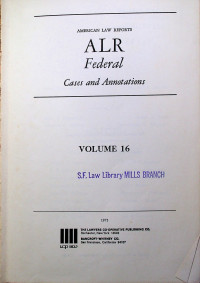 AMERICAN LAW REPORTS
ALR
Federal
Cases and Annotations
VOLUME 16
S.F. Law Library MILLS BRANCH
1973
THE LAWYERS CO-OPERATIVE PUBLISHING CO.
Rochester, New York 14603
BANCROFT-WHITNEY CO.
San Francisco, California 94107